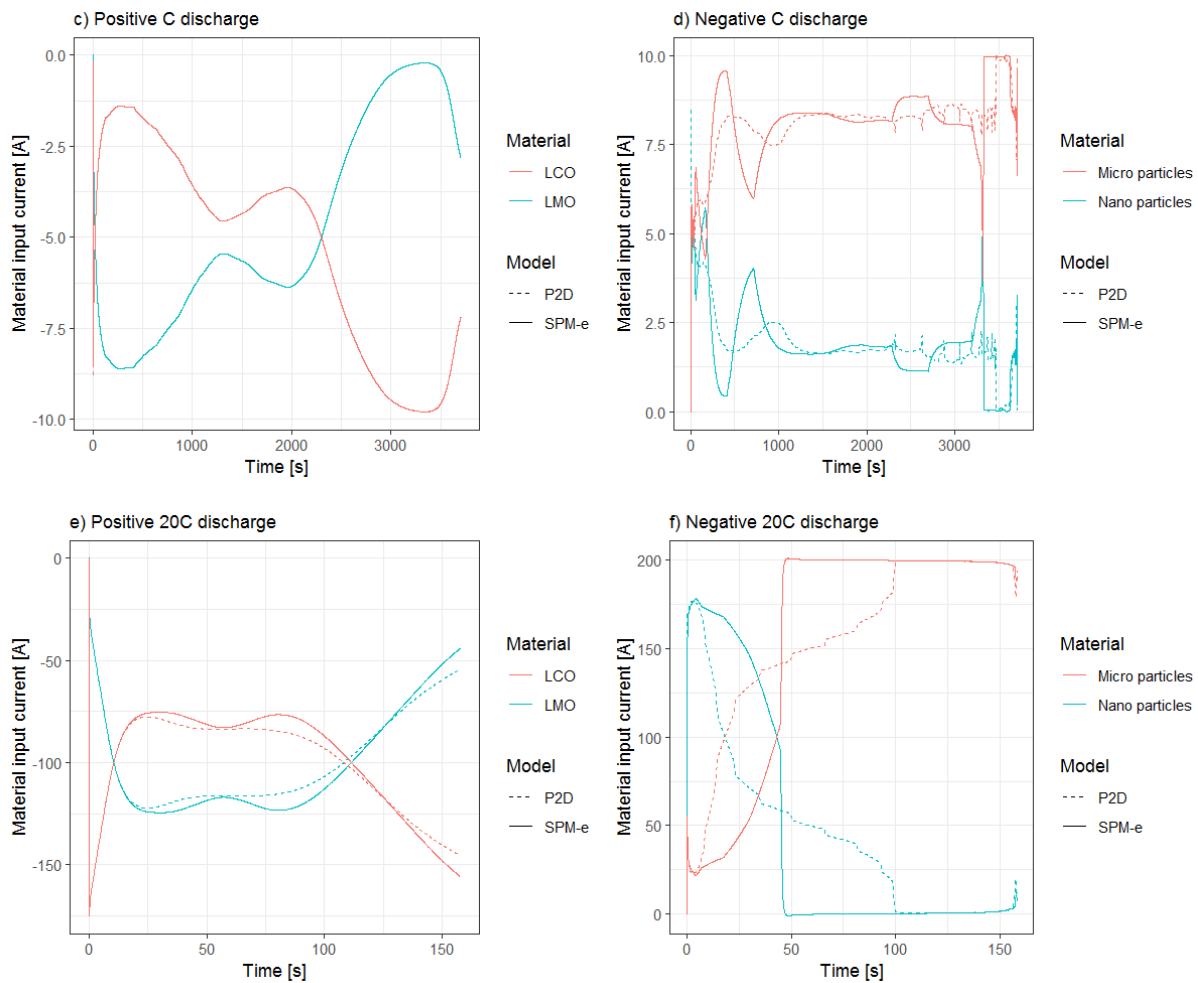 c) Positive C discharge
Material input current [A]
0.0
-2.5
-5.0
-7.5
-10.0
0
1000
2000
3000
Time [s]
Material
LCO
LMO
Model
P2D
SPM-e
d) Negative C discharge
Material input current [A]
10.0
7.5
5.0
2.5
0.0
0
1000
2000
3000
Time [s]
Material
Micro particles
Nano particles
Model
P2D
SPM-e
e) Positive 20C discharge
Material input current [A]
0
-50
-100
-150
0
50
100
150
Time [s]
Material
LCO
LMO
Model
P2D
SPM-e
f) Negative 20C discharge
Material input current [A]
200
150
100
50
0
0
50
100
150
Time [s]
Material
Micro particles
Nano particles
Model
P2D
SPM-e